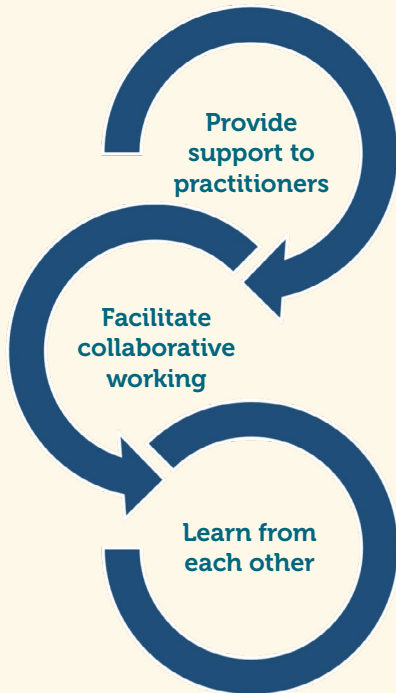 Provide
support to
practitioners
Facilitate
collaborative
working
Learn from
each other